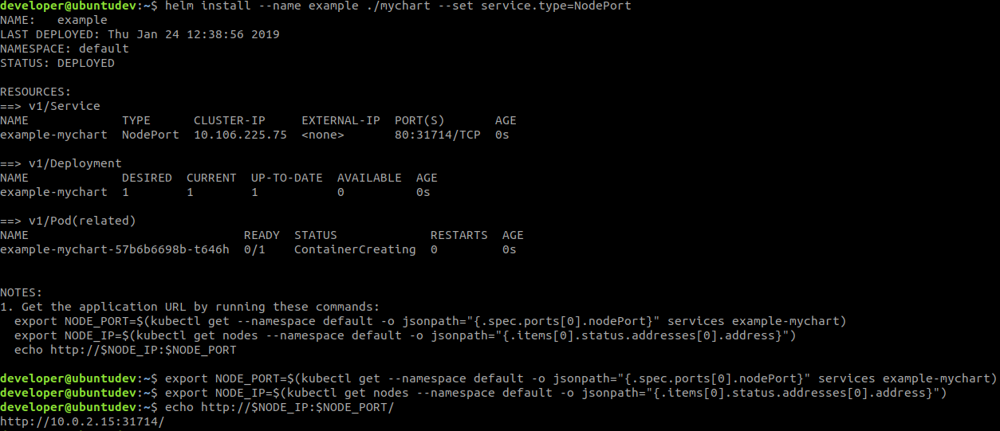 developer@ubuntudev:~$ helm install --name example ./mychart --set service.type=NodePort
NAME:   example
LAST DEPLOYED: Thu Jan 24 12:38:56 2019
NAMESPACE: default
STATUS: DEPLOYED

RESOURCES:
==> v1/Service
NAME             TYPE      CLUSTER-IP     EXTERNAL-IP  PORT(S)       AGE
example-mychart  NodePort  10.106.225.75  <none>       80:31714/TCP  0s

==> v1/Deployment
NAME             DESIRED  CURRENT  UP-TO-DATE  AVAILABLE  AGE
example-mychart  1        1        1           0          0s

==> v1/Pod(related)
NAME                              READY  STATUS             RESTARTS  AGE
example-mychart-57b6b6698b-t646h  0/1    ContainerCreating  0         0s


NOTES:
1. Get the application URL by running these commands:
  export NODE_PORT=$(kubectl get --namespace default -o jsonpath="{.spec.ports[0].nodePort}" services example-mychart)
  export NODE_IP=$(kubectl get nodes --namespace default -o jsonpath="{.items[0].status.addresses[0].address}")
  echo http://$NODE_IP:$NODE_PORT

developer@ubuntudev:~$ export NODE_PORT=$(kubectl get --namespace default -o jsonpath="{.spec.ports[0].nodePort}" services example-mychart)
developer@ubuntudev:~$ export NODE_IP=$(kubectl get nodes --namespace default -o jsonpath="{.items[0].status.addresses[0].address}")
developer@ubuntudev:~$ echo http://$NODE_IP:$NODE_PORT/
http://10.0.2.15:31714/